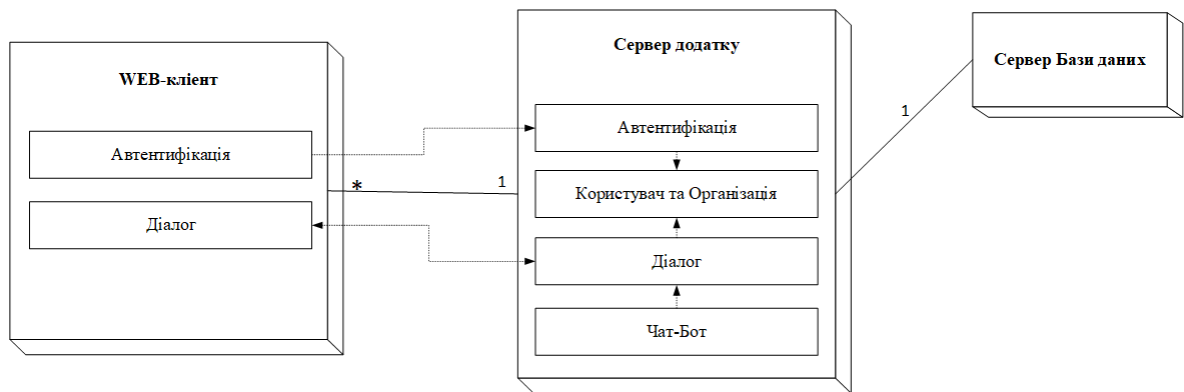 WEB-клієнт
Автентифікація
Діалог
*
1
Сервер додатку
Автентифікація
Користувач та Організація
Діалог
Чат-Бот
1
Сервер Бази даних